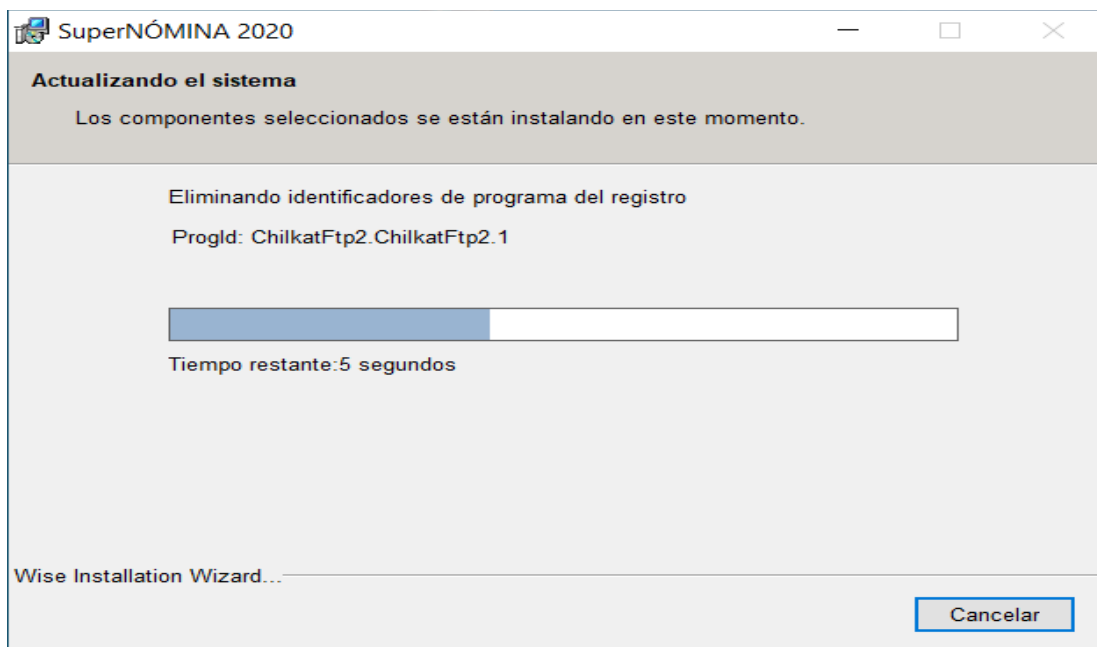 SuperNÓMINA 2020
Actualizando el sistema
Los componentes seleccionados se están instalando en este momento.
Eliminando identificadores de programa del registro
ProgId: ChilkatFtp2.ChilkatFtp2.1
Tiempo restante:5 segundos
Wise Installation Wizard...
Cancelar